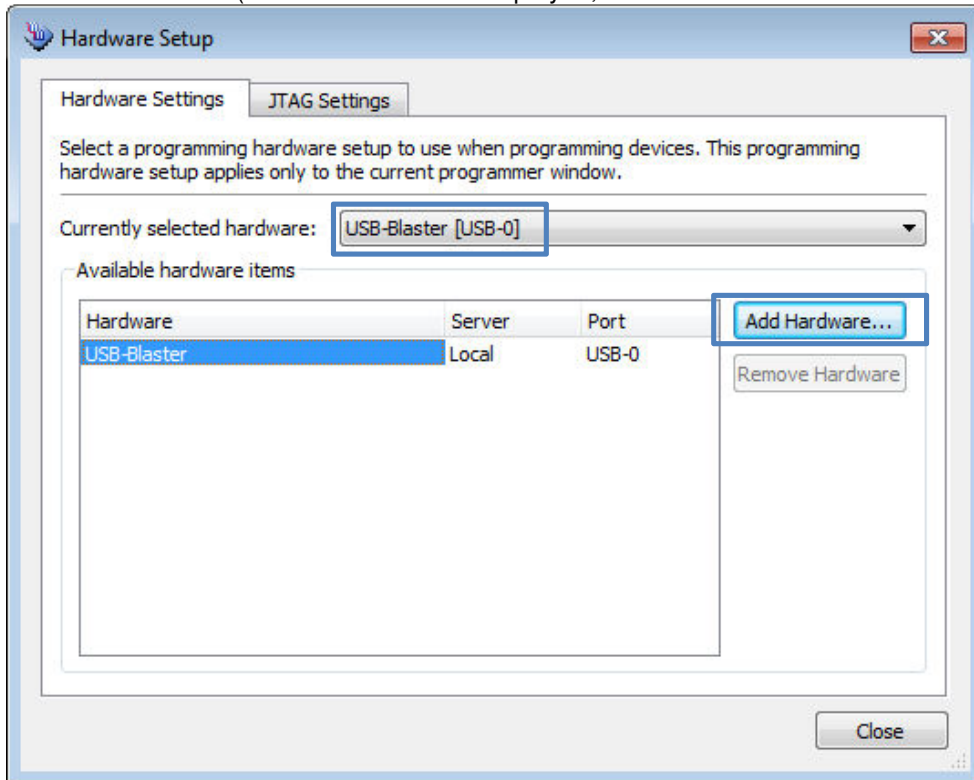 Hardware Setup
Hardware Settings JTAG Settings
Select a programming hardware setup to use when programming devices. This programming
hardware setup applies only to the current programmer window.
Currently selected hardware: USB-Blaster [USB-0]
Available hardware items
Hardware Server Port Add Hardware...
USB-Blaster Local USB-0
Remove Hardware
Close